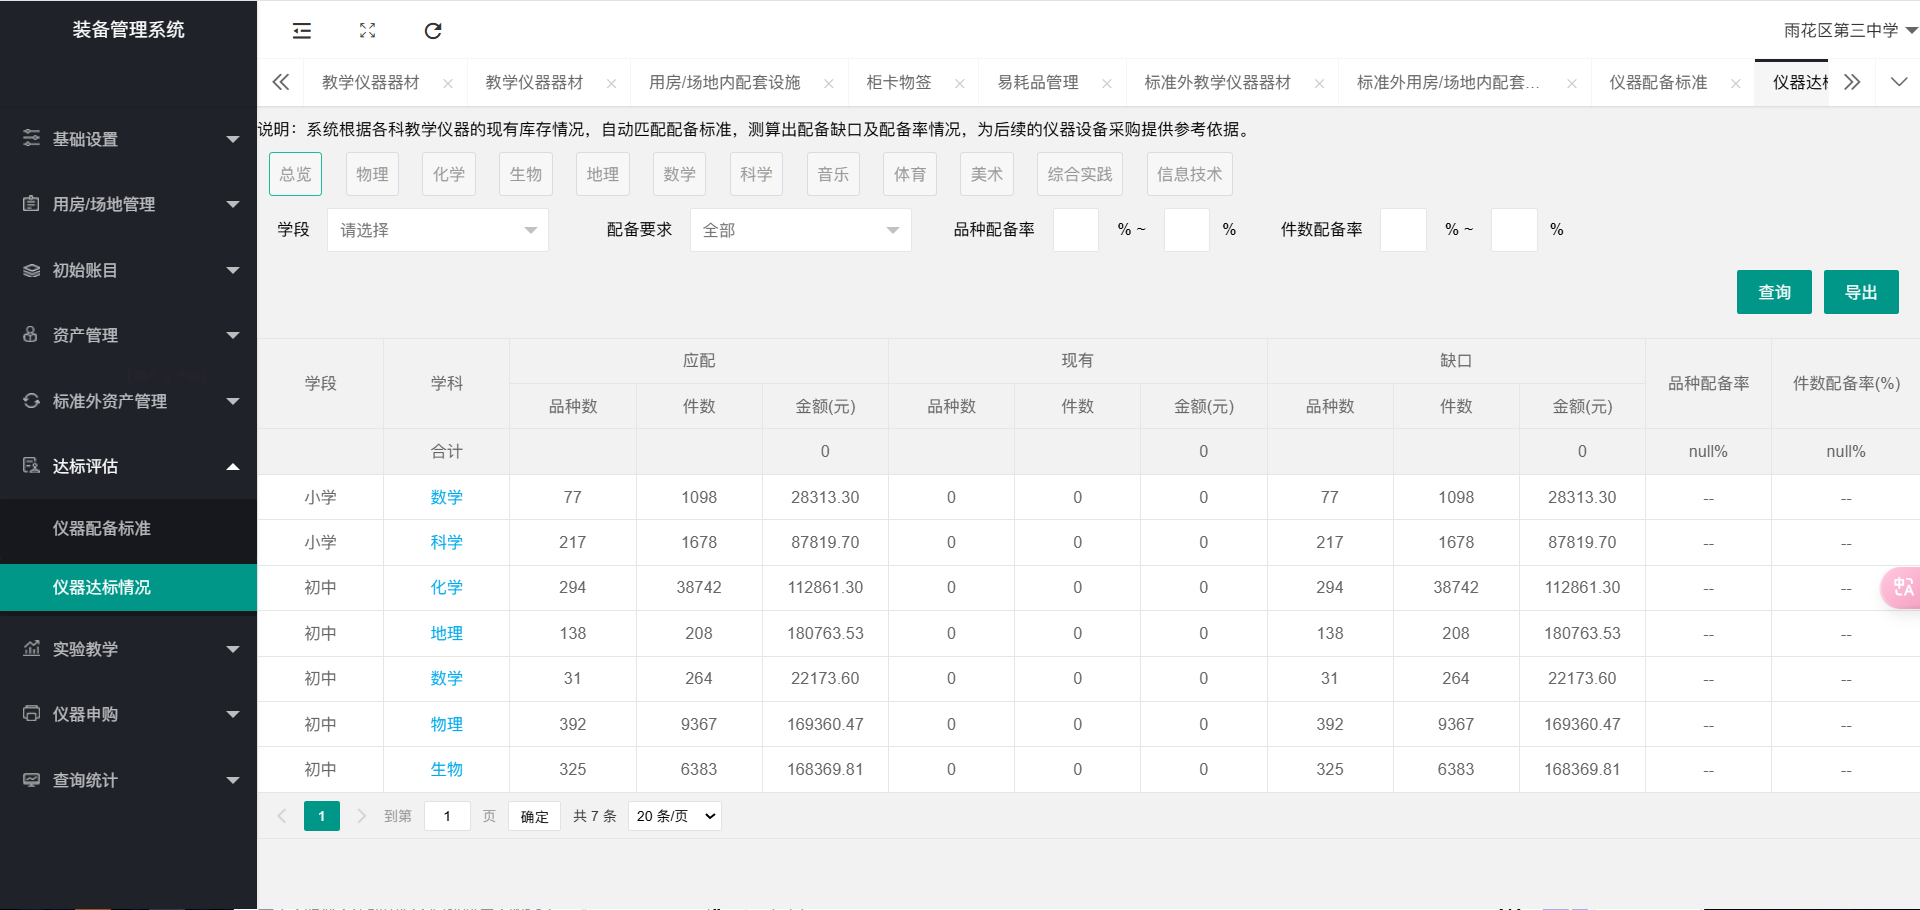 装备管理系统
雨花区第三中学
教学仪器器材 教学仪器器材 用房/场地内配套设施 柜卡物签 易耗品管理 标准外教学仪器器材 标准外用房/场地内配套... 仪器配备标准 仪器达标
基础设置
用房/场地管理
初始账目
资产管理
标准外资产管理
达标评估
仪器配备标准
仪器达标情况
实验教学
仪器申购
查询统计
说明：系统根据各科教学仪器的现有库存情况，自动匹配配备标准，测算出配备缺口及配备率情况，为后续的仪器设备采购提供参考依据。
总览 物理 化学 生物 地理 数学 科学 音乐 体育 美术 综合实践 信息技术
学段 请选择 配备要求 全部 品种配备率 % ~ % 件数配备率 % ~ %
查询 导出
学段 学科 应配 现有 缺口 品种配备率 件数配备率(%)
品种数 件数 金额(元) 品种数 件数 金额(元) 品种数 件数 金额(元)
合计 0 0 0 null% null%
小学 数学 77 1098 28313.30 0 0 0 77 1098 28313.30 -- --
小学 科学 217 1678 87819.70 0 0 0 217 1678 87819.70 -- --
初中 化学 294 38742 112861.30 0 0 0 294 38742 112861.30 -- --
初中 地理 138 208 180763.53 0 0 0 138 208 180763.53 -- --
初中 数学 31 264 22173.60 0 0 0 31 264 22173.60 -- --
初中 物理 392 9367 169360.47 0 0 0 392 9367 169360.47 -- --
初中 生物 325 6383 168369.81 0 0 0 325 6383 168369.81 -- --
1 到第 1 页 确定 共 7 条 20 条/页
中A